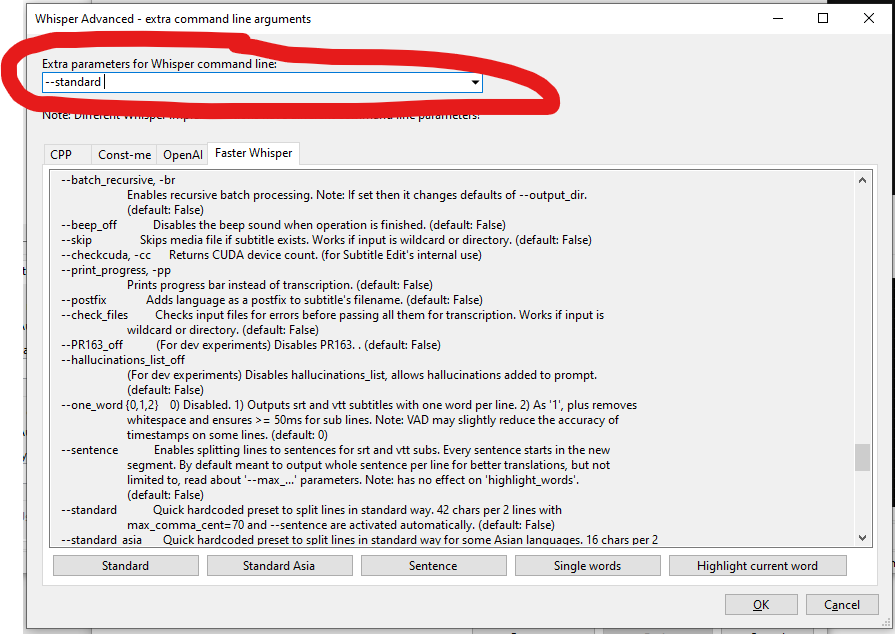 Whisper Advanced - extra command line arguments
Extra parameters for Whisper command line:
--standard
Note: Different Whisper
command line parameters.
CPP
Const-me
OpenAI
Faster Whisper
--batch_recursive, -br
Enables recursive batch processing. Note: If set then it changes defaults of --output_dir.
(default: False)
--beep_off Disables the beep sound when operation is finished. (default: False)
--skip Skips media file if subtitle exists. Works if input is wildcard or directory. (default: False)
--checkcuda, -cc Returns CUDA device count. (for Subtitle Edit's internal use)
--print_progress, -pp
Prints progress bar instead of transcription. (default: False)
--postfix Adds language as a postfix to subtitle's filename. (default: False)
--check_files Checks input files for errors before passing all them for transcription. Works if input is
wildcard or directory. (default: False)
--PR163_off (For dev experiments) Disables PR163. . (default: False)
--hallucinations_list_off
(For dev experiments) Disables hallucinations_list, allows hallucinations added to prompt.
(default: False)
--one_word {0,1,2} 0) Disabled. 1) Outputs srt and vtt subtitles with one word per line. 2) As '1', plus removes
whitespace and ensures >= 50ms for sub lines. Note: VAD may slightly reduce the accuracy of
timestamps on some lines. (default: 0)
--sentence Enables splitting lines to sentences for srt and vtt subs. Every sentence starts in the new
segment. By default meant to output whole sentence per line for better translations, but not
limited to, read about '--max_...' parameters. Note: has no effect on 'highlight_words'.
(default: False)
--standard Quick hardcoded preset to split lines in standard way. 42 chars per 2 lines with
max_comma_cent=70 and --sentence are activated automatically. (default: False)
--standard_asia Quick hardcoded preset to split lines in standard way for some Asian languages. 16 chars per 2
Standard
Standard Asia
Sentence
Single words
Highlight current word
OK
Cancel